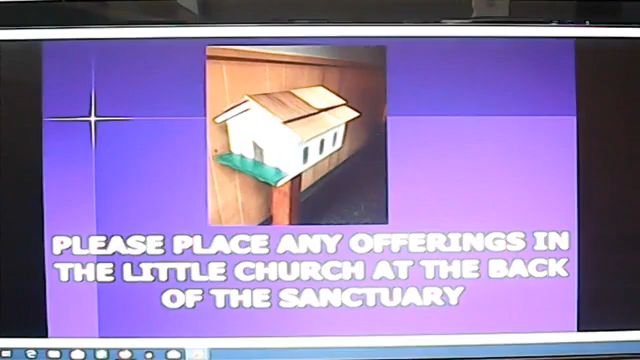 PLEASE PLACE ANY OFFERINGS IN
THE LITTLE CHURCH AT THE BACK
OF THE SANCTUARY